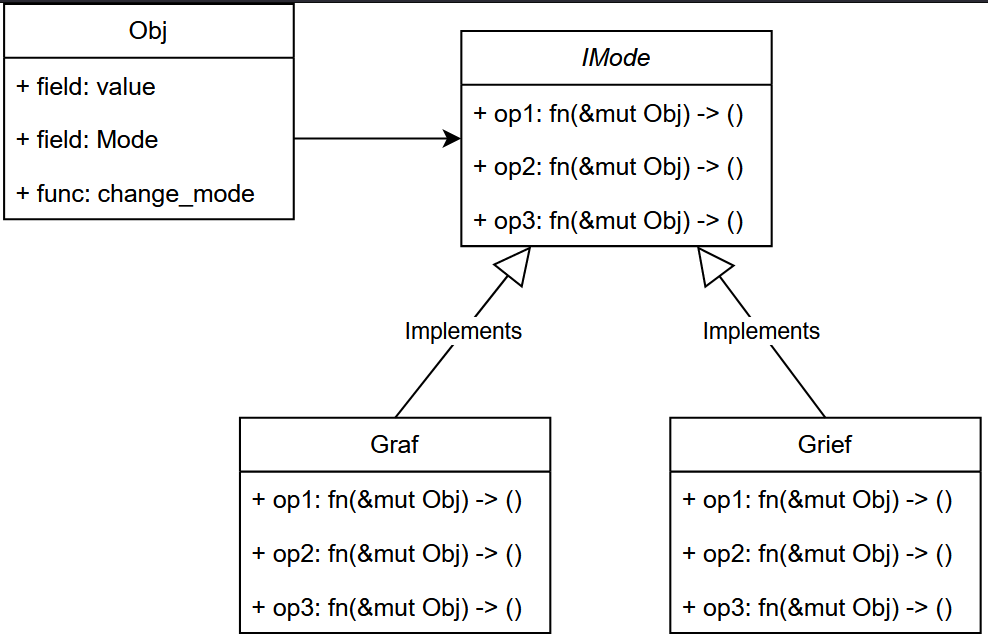 Obj
+ field: value
+ field: Mode
+ func: change_mode
IMode
+ op1: fn(&mut Obj) -> ()
+ op2: fn(&mut Obj) -> ()
+ op3: fn(&mut Obj) -> ()
Implements
Implements
Graf
+ op1: fn(&mut Obj) -> ()
+ op2: fn(&mut Obj) -> ()
+ op3: fn(&mut Obj) -> ()
Grief
+ op1: fn(&mut Obj) -> ()
+ op2: fn(&mut Obj) -> ()
+ op3: fn(&mut Obj) -> ()